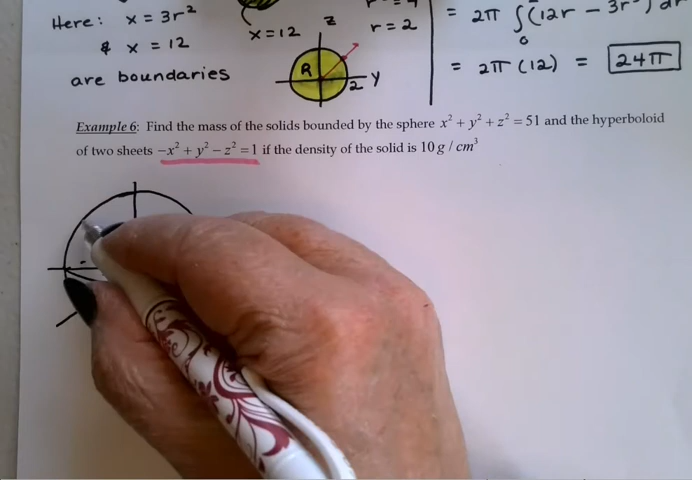 Here: x = 3r² x=12 z r = 2 = 2π ∫ (12r − 3r
& x = 12 0
are boundaries R 2 y = 2π (12) = 24π
Example 6: Find the mass of the solids bounded by the sphere x² + y² + z² = 51 and the hyperboloid
of two sheets −x² + y² − z² = 1 if the density of the solid is 10 g / cm³